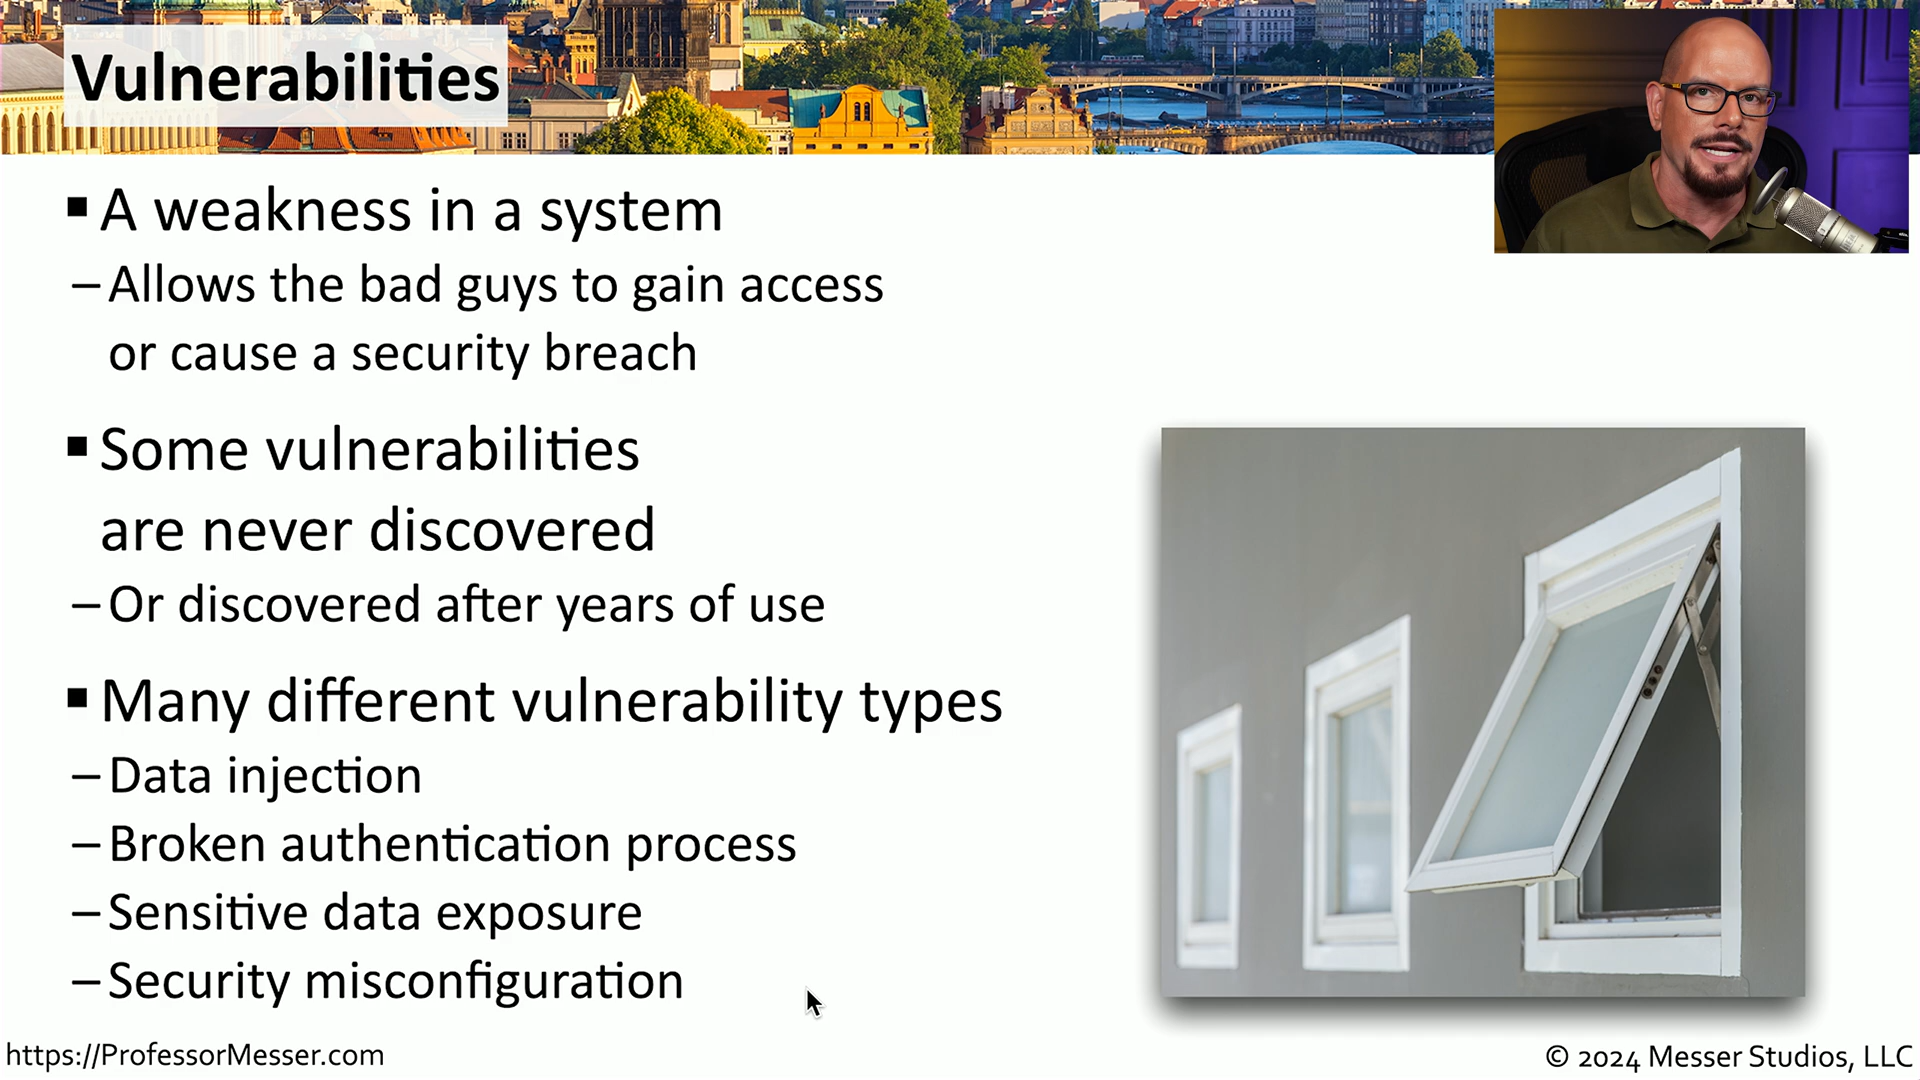 Vulnerabilities
▪ A weakness in a system
– Allows the bad guys to gain access
or cause a security breach
▪ Some vulnerabilities
are never discovered
– Or discovered after years of use
▪ Many different vulnerability types
– Data injection
– Broken authentication process
– Sensitive data exposure
– Security misconfiguration
https://ProfessorMesser.com
© 2024 Messer Studios, LLC